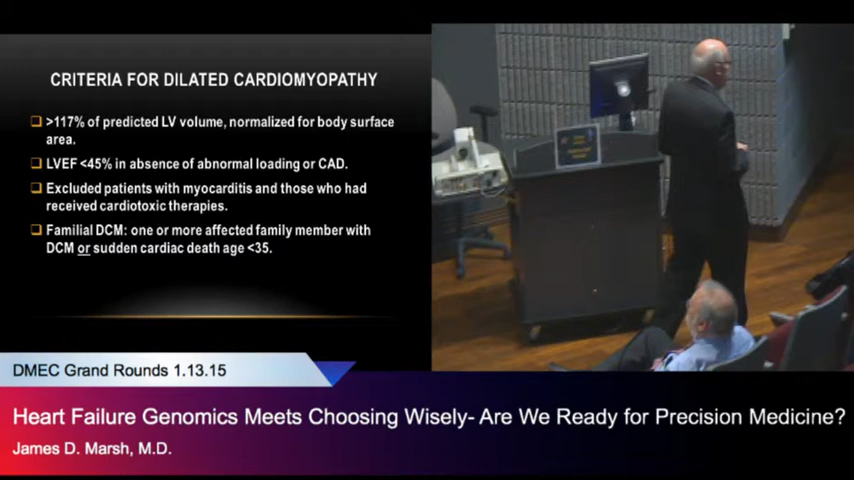 CRITERIA FOR DILATED CARDIOMYOPATHY
>117% of predicted LV volume, normalized for body surface
area.
LVEF <45% in absence of abnormal loading or CAD.
Excluded patients with myocarditis and those who had
received cardiotoxic therapies.
Familial DCM: one or more affected family member with
DCM or sudden cardiac death age <35.
DMEC Grand Rounds 1.13.15
Heart Failure Genomics Meets Choosing Wisely- Are We Ready for Precision Medicine?
James D. Marsh, M.D.